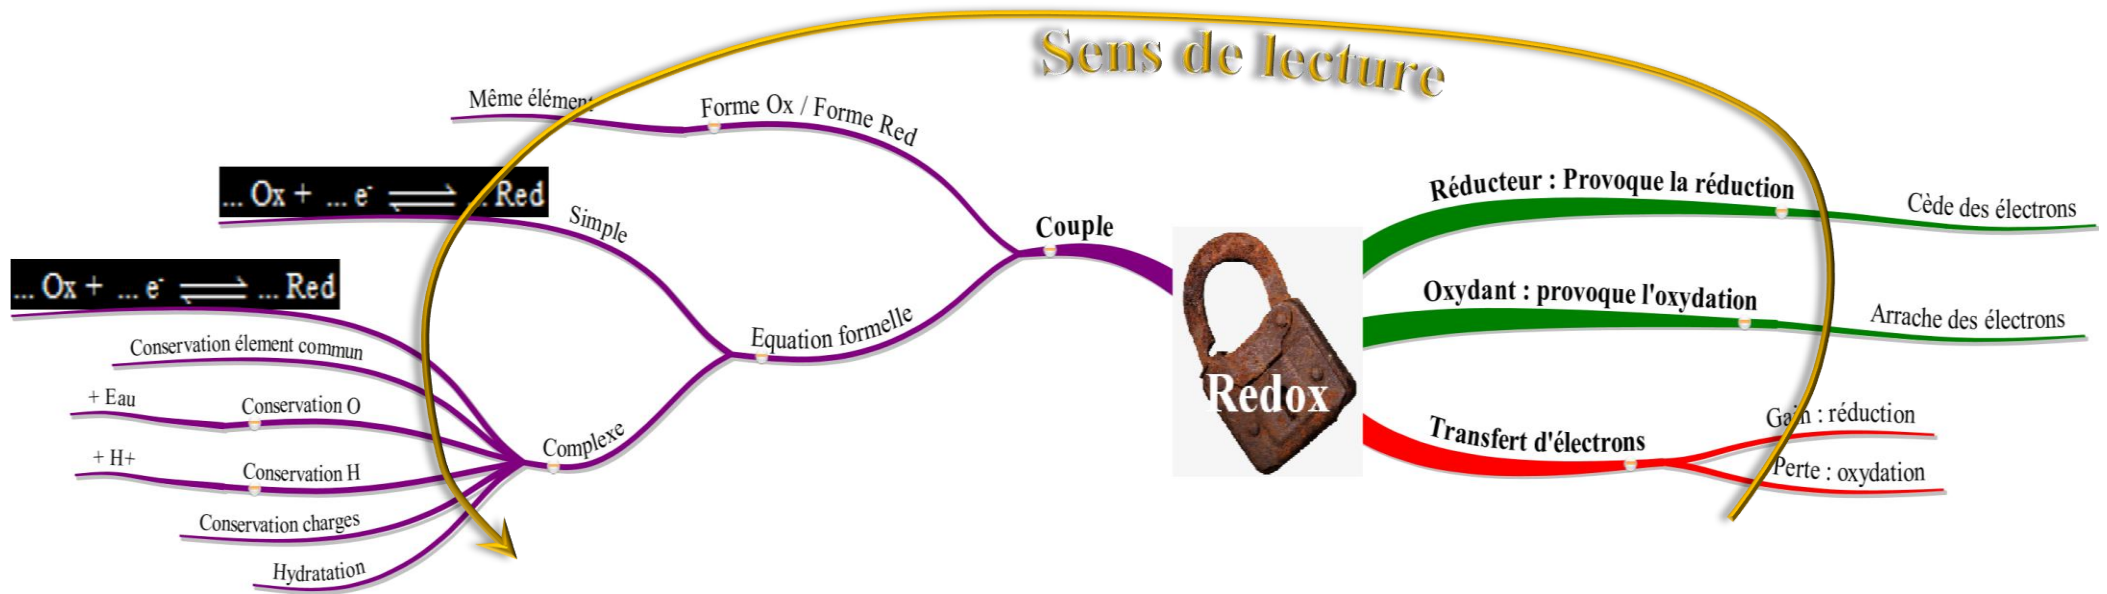 Sens de lecture
Redox
Transfert d'électrons
Perte : oxydation
Gain : réduction
Oxydant : provoque l'oxydation
Arrache des électrons
Réducteur : Provoque la réduction
Cède des électrons
Couple
Forme Ox / Forme Red
Même élément
Equation formelle
Simple
... Ox + ... e- ⇌ ... Red
Complexe
... Ox + ... e- ⇌ ... Red
Conservation élement commun
Conservation O
+ Eau
Conservation H
+ H+
Conservation charges
Hydratation